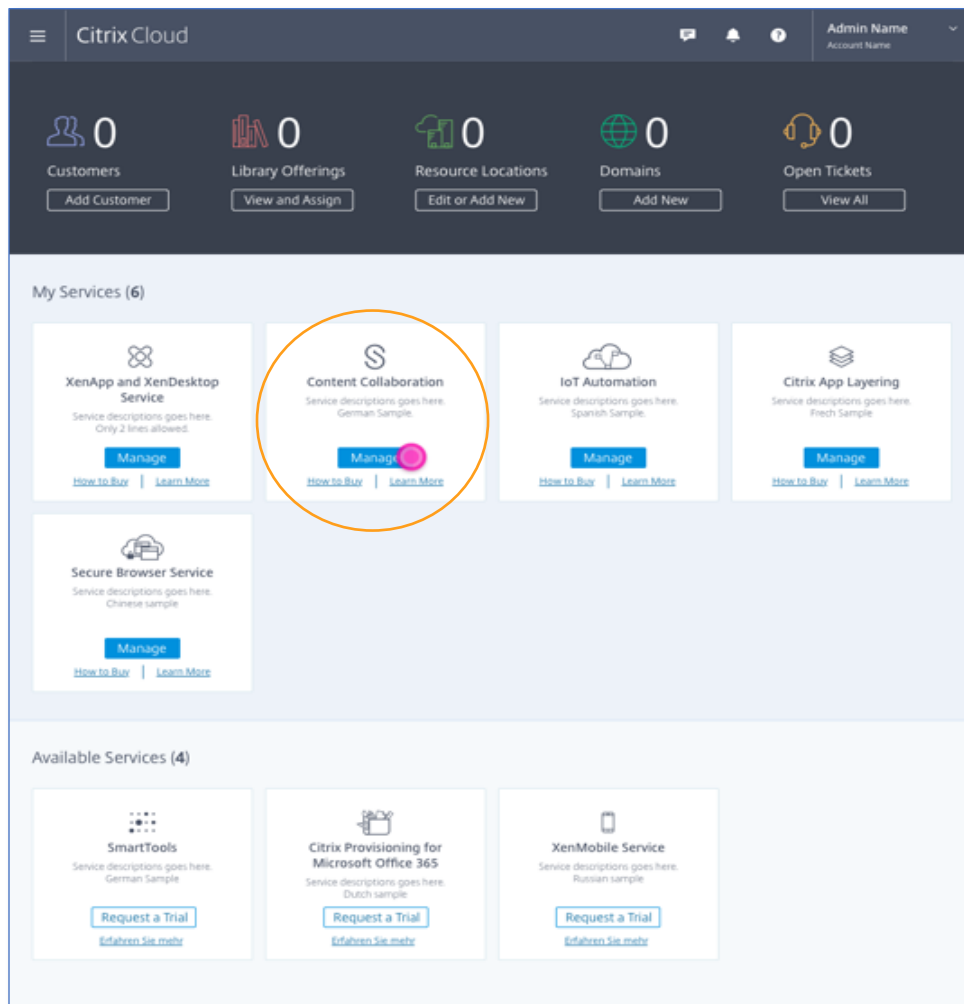 Citrix Cloud
Admin Name
Account Name
0 0 0 0 0
Customers Library Offerings Resource Locations Domains Open Tickets
Add Customer View and Assign Edit or Add New Add New View All
My Services (6)
XenApp and XenDesktop
Service
Service descriptions goes here.
Only 2 lines allowed.
Manage
How to Buy | Learn More
Content Collaboration
Service descriptions goes here.
German Sample.
Manage
How to Buy | Learn More
IoT Automation
Service descriptions goes here.
Spanish Sample.
Manage
How to Buy | Learn More
Citrix App Layering
Service descriptions goes here.
Frech Sample
Manage
How to Buy | Learn More
Secure Browser Service
Service descriptions goes here.
Chinese sample
Manage
How to Buy | Learn More
Available Services (4)
SmartTools
Service descriptions goes here.
German Sample
Request a Trial
Erfahren Sie mehr
Citrix Provisioning for
Microsoft Office 365
Service descriptions goes here.
Dutch sample
Request a Trial
Erfahren Sie mehr
XenMobile Service
Service descriptions goes here.
Russian sample
Request a Trial
Erfahren Sie mehr